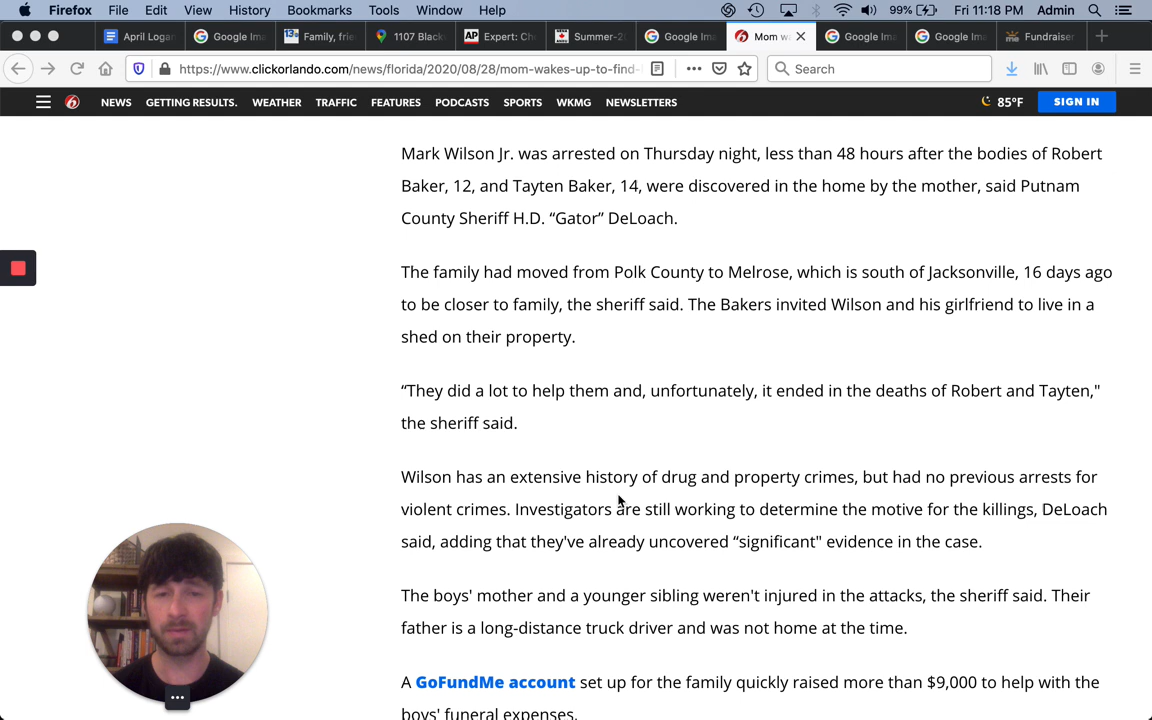 Firefox File Edit View History Bookmarks Tools Window Help 99% Fri 11:18 PM Admin
April Logan Google Ima Family, frie 1107 Black Expert: Ch Summer-2 Google Ima Mom w Google Ima Google Ima Fundraiser
https://www.clickorlando.com/news/florida/2020/08/28/mom-wakes-up-to-find- Search
NEWS GETTING RESULTS. WEATHER TRAFFIC FEATURES PODCASTS SPORTS WKMG NEWSLETTERS 85°F SIGN IN
Mark Wilson Jr. was arrested on Thursday night, less than 48 hours after the bodies of Robert
Baker, 12, and Tayten Baker, 14, were discovered in the home by the mother, said Putnam
County Sheriff H.D. “Gator” DeLoach.
The family had moved from Polk County to Melrose, which is south of Jacksonville, 16 days ago
to be closer to family, the sheriff said. The Bakers invited Wilson and his girlfriend to live in a
shed on their property.
“They did a lot to help them and, unfortunately, it ended in the deaths of Robert and Tayten,"
the sheriff said.
Wilson has an extensive history of drug and property crimes, but had no previous arrests for
violent crimes. Investigators are still working to determine the motive for the killings, DeLoach
said, adding that they've already uncovered “significant" evidence in the case.
The boys' mother and a younger sibling weren't injured in the attacks, the sheriff said. Their
father is a long-distance truck driver and was not home at the time.
A GoFundMe account set up for the family quickly raised more than $9,000 to help with the
boys' funeral expenses.